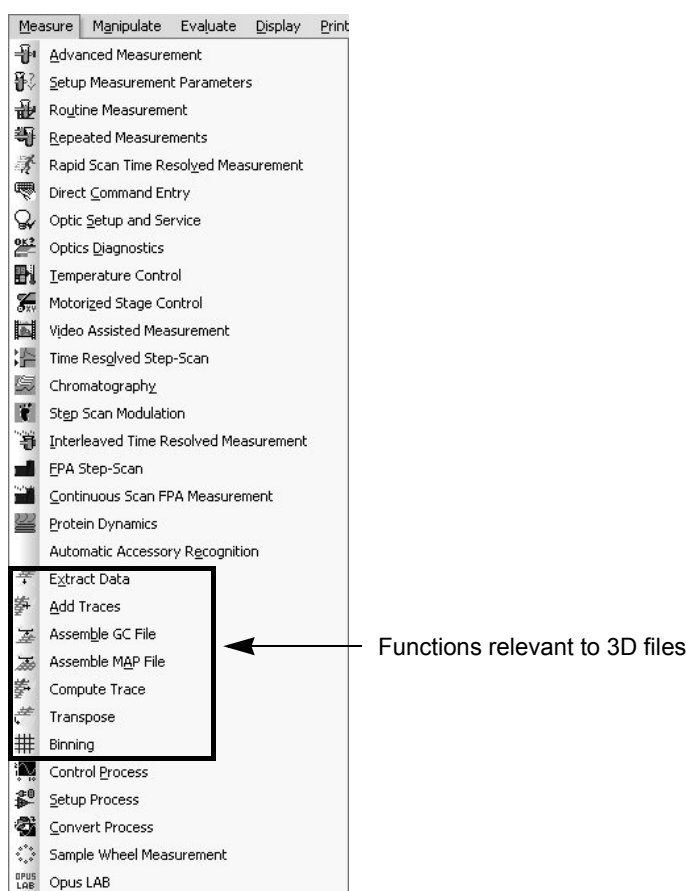 Measure Manipulate Evaluate Display Print
Advanced Measurement
Setup Measurement Parameters
Routine Measurement
Repeated Measurements
Rapid Scan Time Resolved Measurement
Direct Command Entry
Optic Setup and Service
OK? Optics Diagnostics
Temperature Control
XY Motorized Stage Control
Video Assisted Measurement
Time Resolved Step-Scan
Chromatography
Step Scan Modulation
Interleaved Time Resolved Measurement
FPA Step-Scan
Continuous Scan FPA Measurement
Protein Dynamics
Automatic Accessory Recognition
Extract Data
Add Traces
Assemble GC File
Functions relevant to 3D files
Assemble MAP File
Compute Trace
Transpose
Binning
Control Process
Setup Process
Convert Process
Sample Wheel Measurement
OPUS LAB Opus LAB